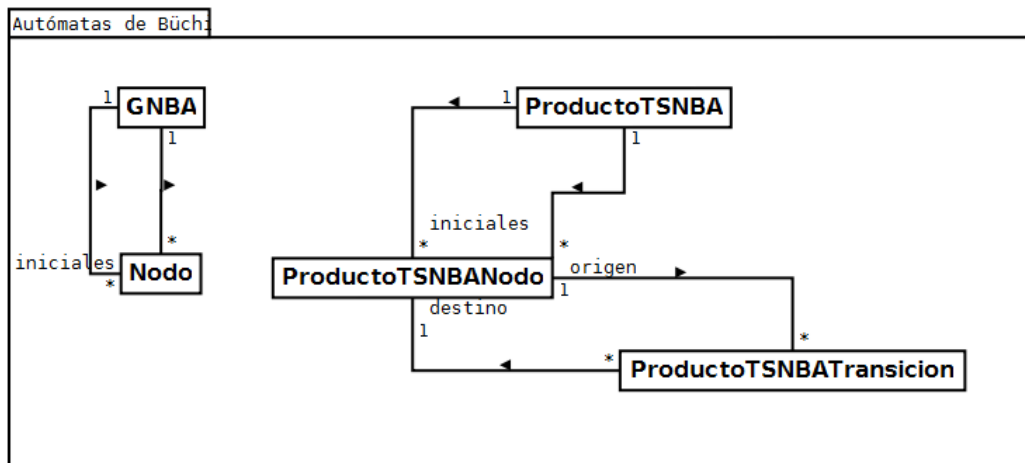 Autómatas de Büchi
1
GNBA
1
1
ProductoTSNBA
1
iniciales
*
*
*
iniciales
Nodo
*
ProductoTSNBANodo
origen
1
destino
1
*
*
ProductoTSNBATransicion